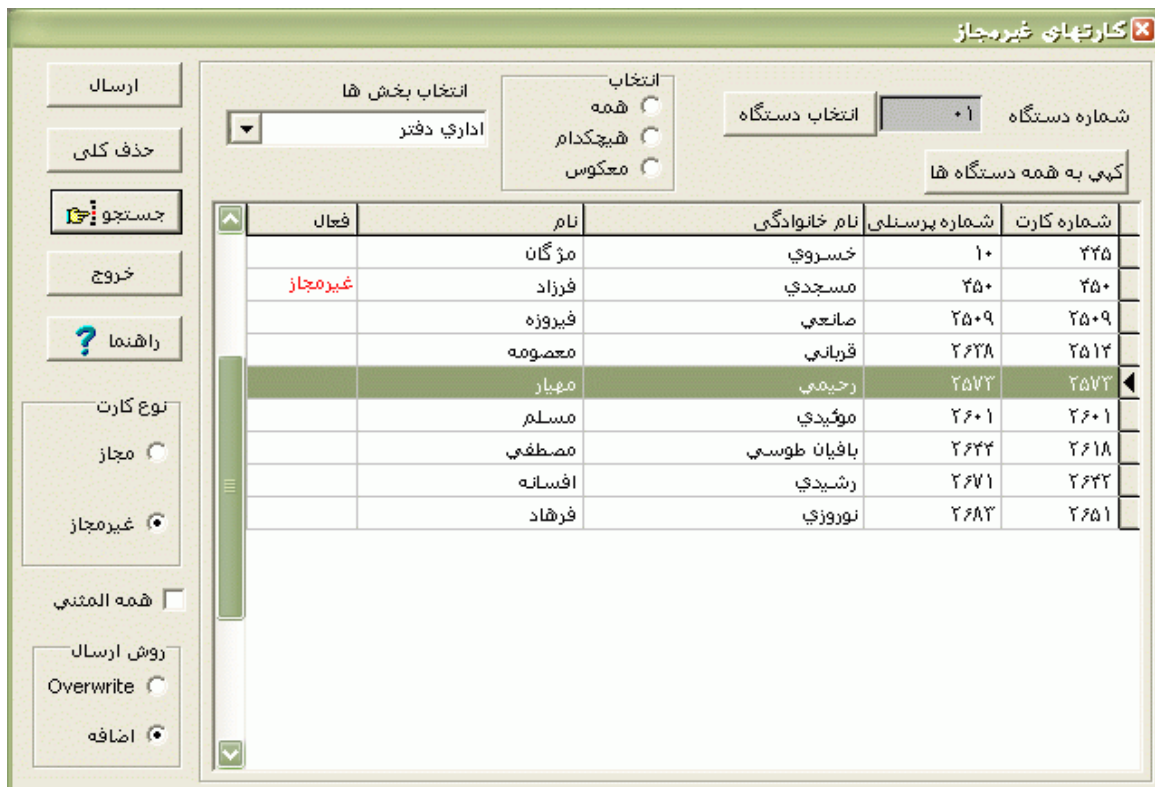 کارتهای غیرمجاز
شماره دستگاه ۰۱ انتخاب دستگاه
کپی به همه دستگاه ها
انتخاب
همه
هیچکدام
معکوس
انتخاب بخش ها
اداري دفتر
شماره کارت شماره پرسنلی نام خانوادگی نام فعال
۴۴۵ ۱۰ خسروي مژگان
۴۵۰ ۴۵۰ مسجدي فرزاد غیرمجاز
۲۵۰۹ ۲۵۰۹ صانعي فیروزه
۲۵۱۴ ۲۶۳۸ قرباني معصومه
۲۵۷۳ ۲۵۷۳ رحیمي مهیار
۲۶۰۱ ۲۶۰۱ موئیدي مسلم
۲۶۱۸ ۲۶۴۴ بافیان طوسي مصطفي
۲۶۴۲ ۲۶۷۱ رشیدي افسانه
۲۶۵۱ ۲۶۸۳ نوروزي فرهاد
ارسال
حذف کلی
جستجو
خروج
راهنما ?
نوع کارت
مجاز
غیرمجاز
همه المثني
روش ارسال
Overwrite
اضافه